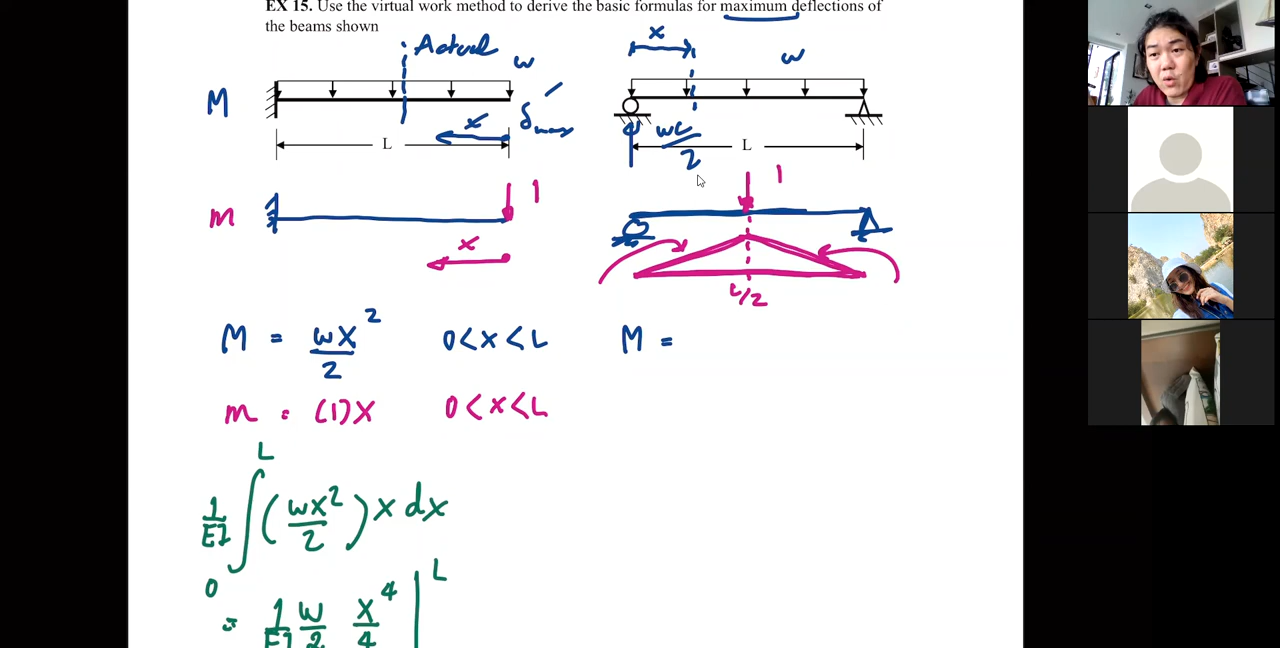 EX 15. Use the virtual work method to derive the basic formulas for maximum deflections of
the beams shown
Actual
w
M
x
δmax
L
x
w
wL/2
L
m
1
x
1
L/2
M = wx²/2 0<x<L
m = (1)x 0<x<L
M =
1/EI ∫₀ᴸ (wx²/2) x dx
= 1/EI w/2 x⁴/4 |ᴸ